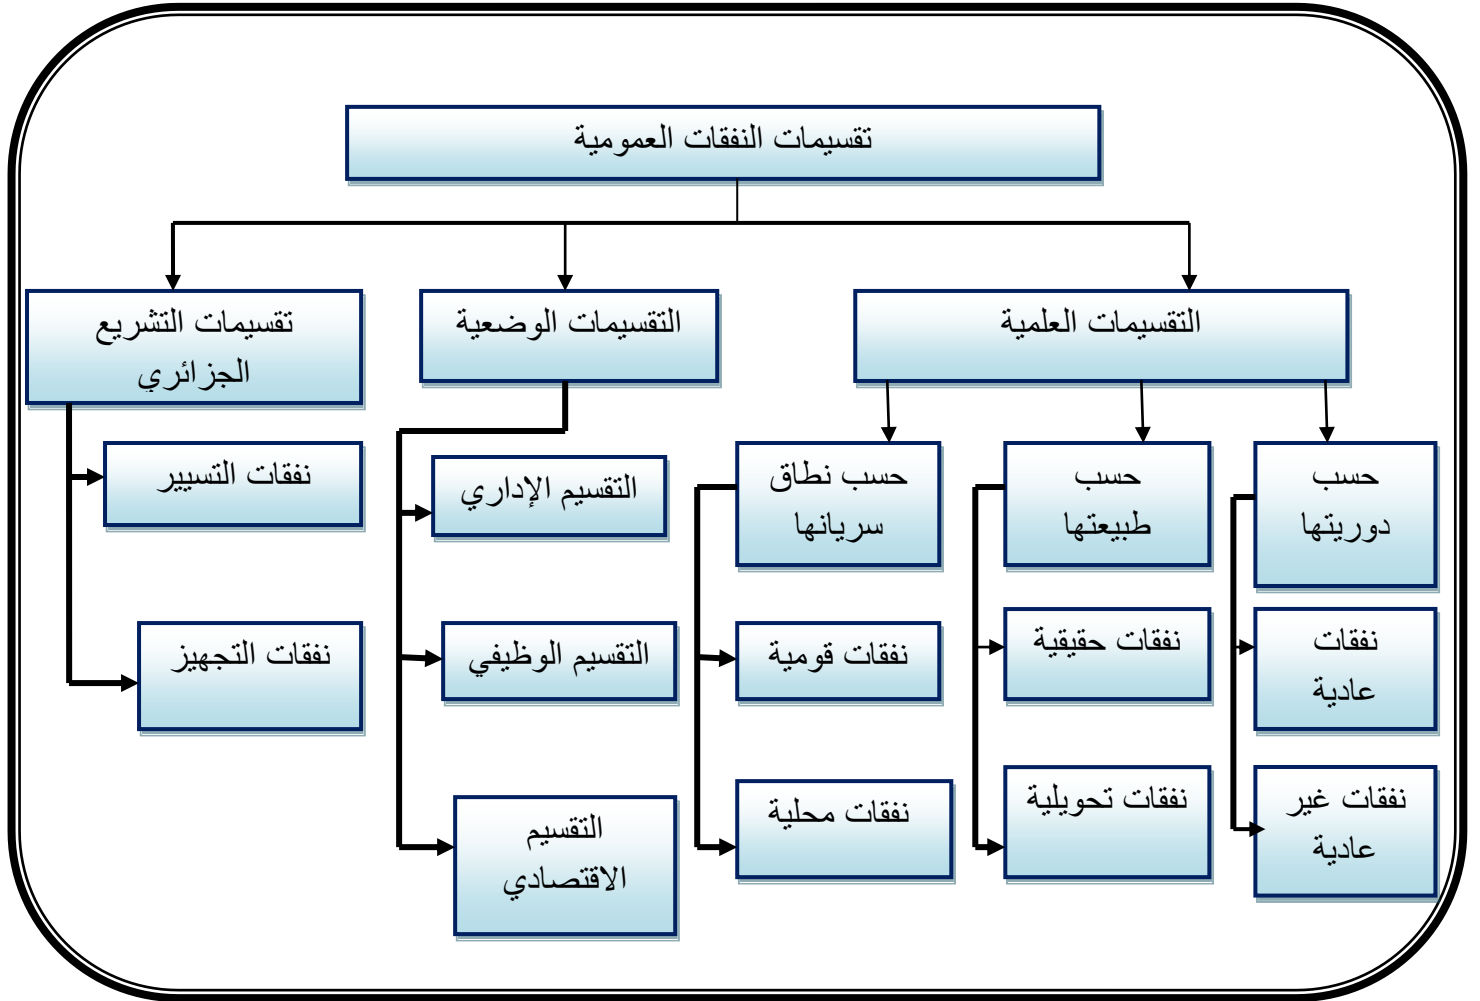 تقسيمات النفقات العمومية
التقسيمات العلمية
التقسيمات الوضعية
تقسيمات التشريع
الجزائري
حسب
دوريتها
حسب
طبيعتها
حسب نطاق
سريانها
التقسيم الإداري
نفقات التسيير
نفقات
عادية
نفقات حقيقية
نفقات قومية
التقسيم الوظيفي
نفقات التجهيز
نفقات غير
عادية
نفقات تحويلية
نفقات محلية
التقسيم
الاقتصادي